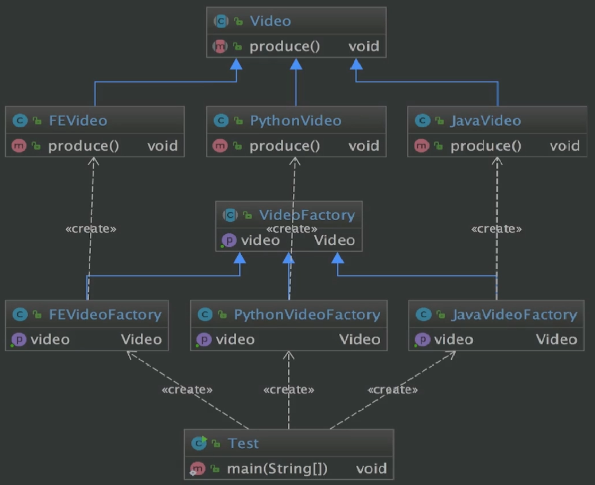 Video
produce() void
FEVideo PythonVideo JavaVideo
produce() void produce() void produce() void
«create» «create» «create»
VideoFactory
video Video
FEVideoFactory PythonVideoFactory JavaVideoFactory
video Video video Video video Video
«create» «create» «create»
Test
main(String[]) void